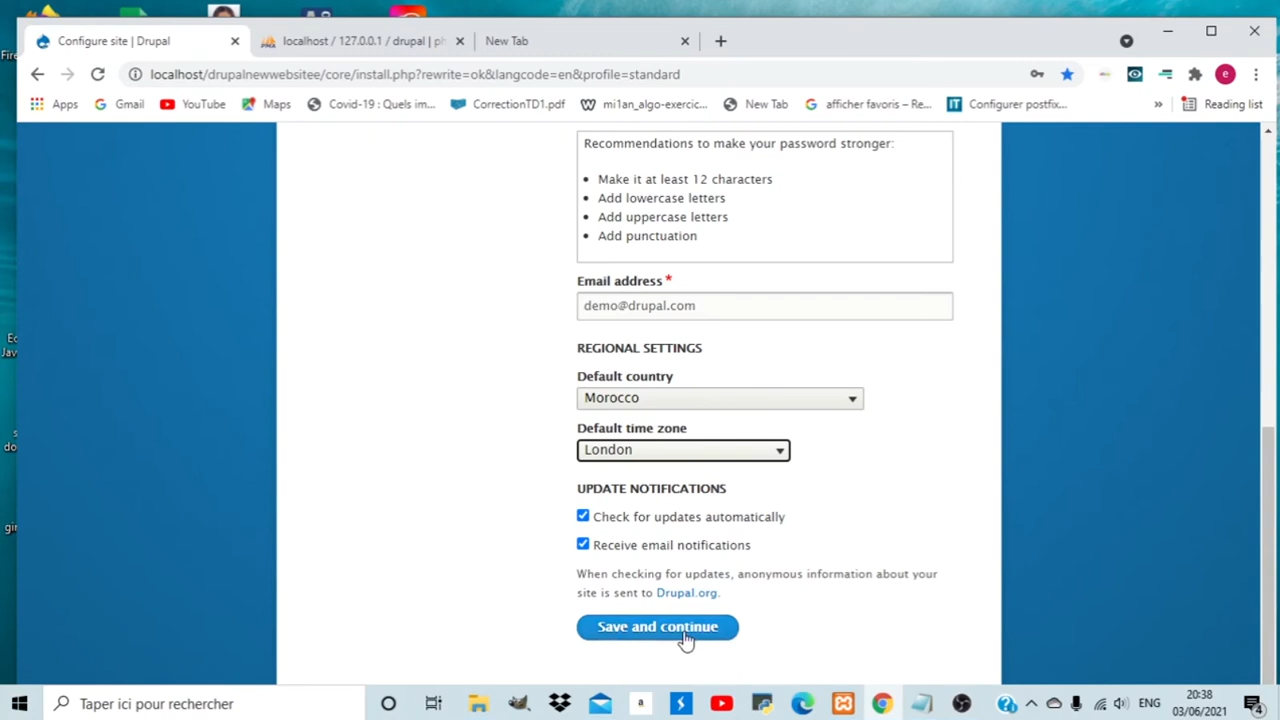 Configure site | Drupal
localhost / 127.0.0.1 / drupal | ph
New Tab
localhost/drupalnewwebsitee/core/install.php?rewrite=ok&langcode=en&profile=standard
Apps
Gmail
YouTube
Maps
Covid-19 : Quels im...
CorrectionTD1.pdf
mi1an_algo-exercic...
New Tab
afficher favoris – Re...
Configurer postfix...
»
Reading list
Recommendations to make your password stronger:
Make it at least 12 characters
Add lowercase letters
Add uppercase letters
Add punctuation
Email address *
demo@drupal.com
REGIONAL SETTINGS
Default country
Morocco
Default time zone
London
UPDATE NOTIFICATIONS
Check for updates automatically
Receive email notifications
When checking for updates, anonymous information about your
site is sent to Drupal.org.
Save and continue
Taper ici pour rechercher
ENG
20:38
03/06/2021
4